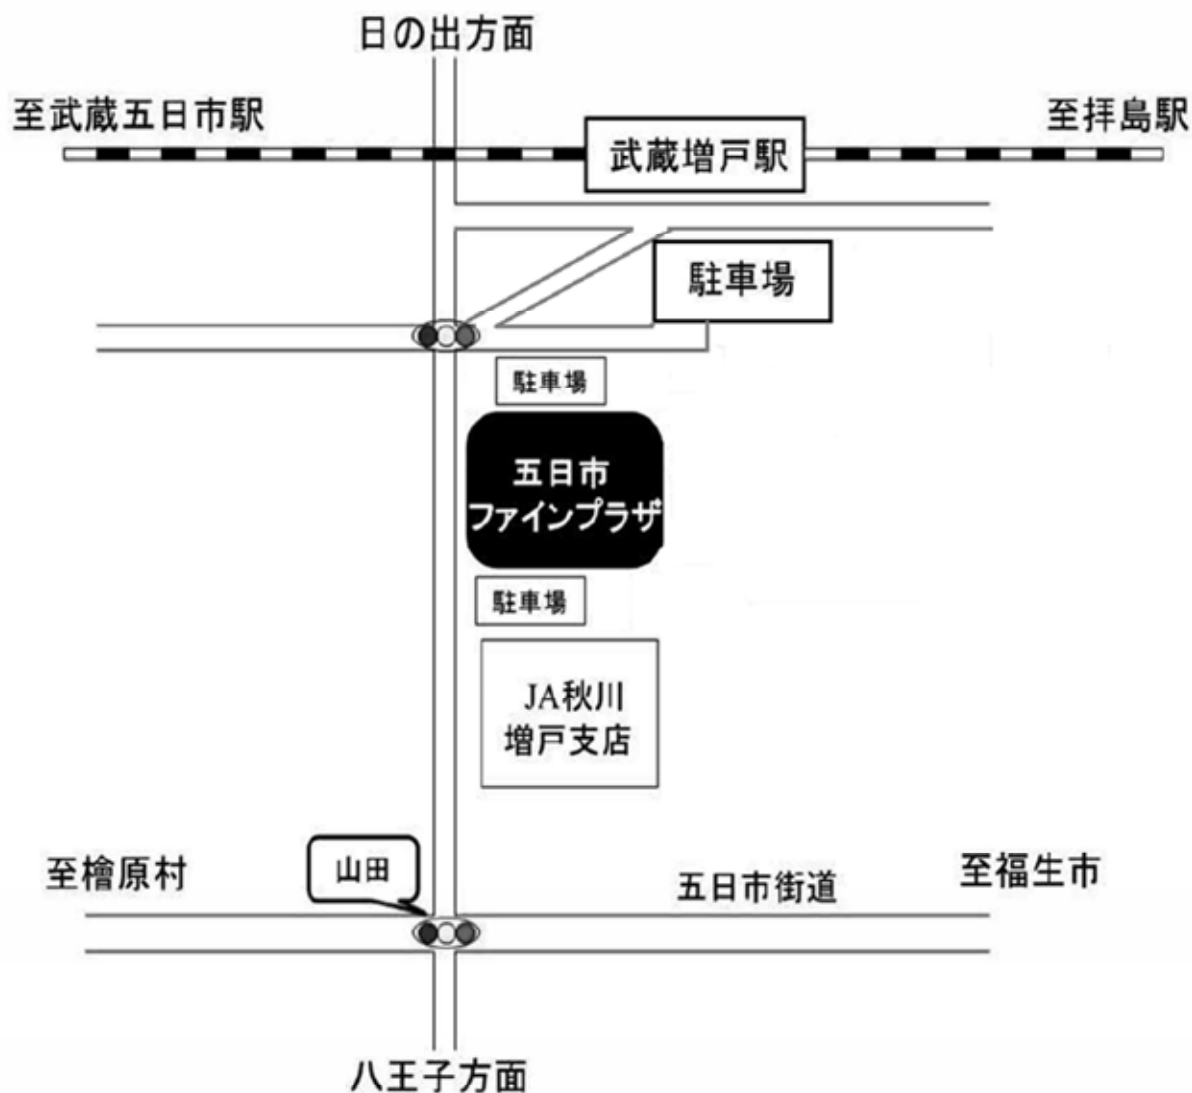 日の出方面
至武蔵五日市駅
至拝島駅
武蔵増戸駅
駐車場
駐車場
五日市
ファインプラザ
駐車場
JA秋川
増戸支店
至檜原村
山田
五日市街道
至福生市
八王子方面